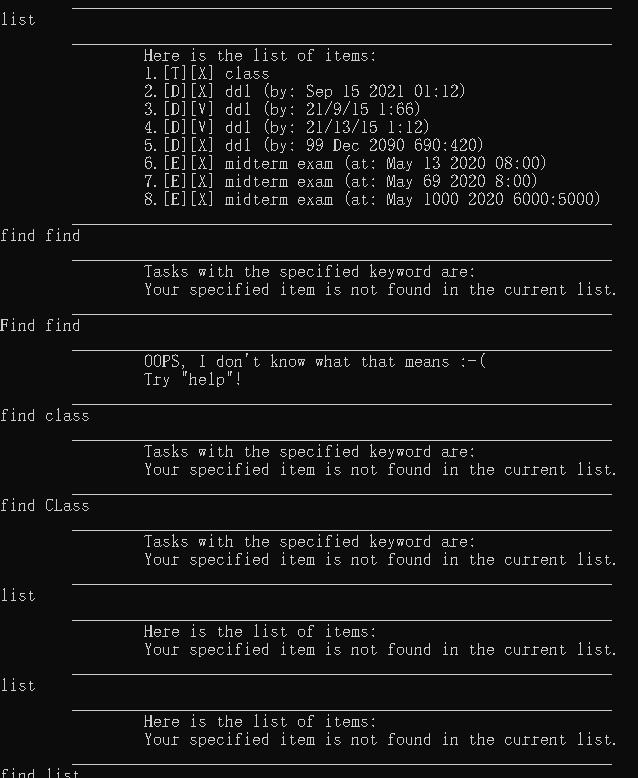 list
Here is the list of items:
1.[T][X] class
2.[D][X] dd1 (by: Sep 15 2021 01:12)
3.[D][V] dd1 (by: 21/9/15 1:66)
4.[D][V] dd1 (by: 21/13/15 1:12)
5.[D][X] dd1 (by: 99 Dec 2090 690:420)
6.[E][X] midterm exam (at: May 13 2020 08:00)
7.[E][X] midterm exam (at: May 69 2020 8:00)
8.[E][X] midterm exam (at: May 1000 2020 6000:5000)
find find
Tasks with the specified keyword are:
Your specified item is not found in the current list.
Find find
OOPS, I don't know what that means :-(
Try "help"!
find class
Tasks with the specified keyword are:
Your specified item is not found in the current list.
find CLass
Tasks with the specified keyword are:
Your specified item is not found in the current list.
list
Here is the list of items:
Your specified item is not found in the current list.
list
Here is the list of items:
Your specified item is not found in the current list.
find list